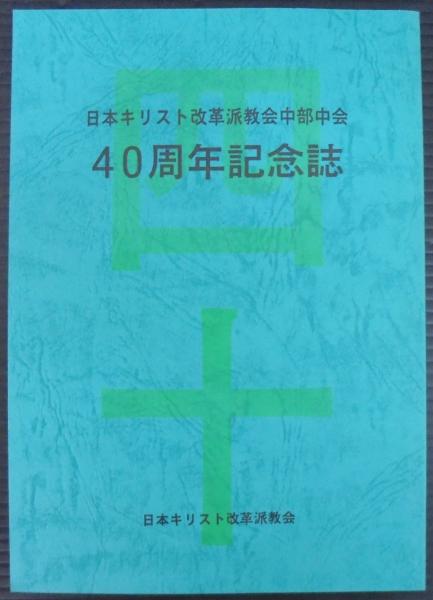 日本キリスト改革派教会中部中会
40周年記念誌
四
十
日本キリスト改革派教会